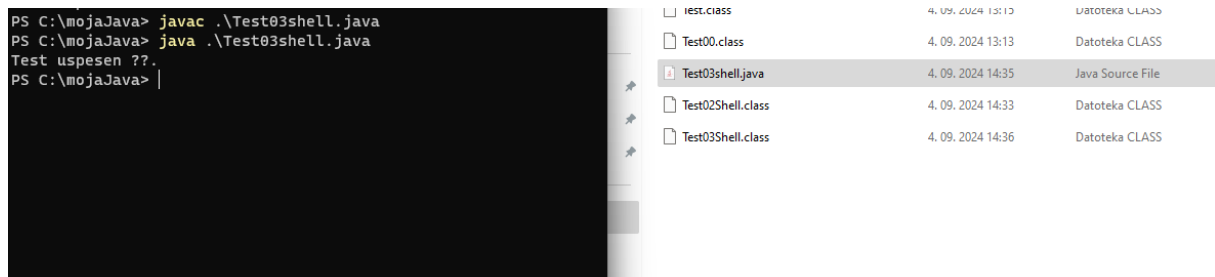 PS C:\mojaJava> javac .\Test03shell.java
PS C:\mojaJava> java .\Test03shell.java
Test uspesen ??.
PS C:\mojaJava>
Test.class 4. 09. 2024 13:15 Datoteka CLASS
Test00.class 4. 09. 2024 13:13 Datoteka CLASS
Test03shell.java 4. 09. 2024 14:35 Java Source File
Test02Shell.class 4. 09. 2024 14:33 Datoteka CLASS
Test03Shell.class 4. 09. 2024 14:36 Datoteka CLASS